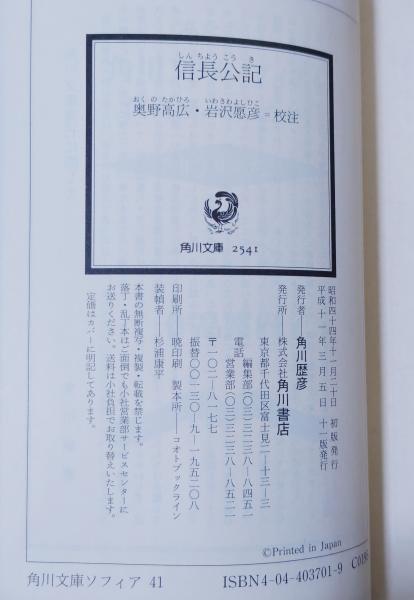 しんちようこうき
信長公記
おくのたかひろ いわさわよしひこ
奥野高広・岩沢愿彦=校注
角川文庫 2541
昭和四十四年十一月二十日 初版発行
平成十一年三月五日 十一版発行
発行者――角川歴彦
発行所――株式会社角川書店
東京都千代田区富士見二―十三―三
電話 編集部(〇三)三二三八―八四五一
営業部(〇三)三二三八―八五二一
〒一〇二―八一七七
振替〇〇一三〇―九―一九五二〇八
印刷所――暁印刷 製本所――コオトブックライン
装幀者――杉浦康平
本書の無断複写・複製・転載を禁じます。
落丁・乱丁本はご面倒でも小社営業部サービスセンターに
お送りください。送料は小社負担でお取り替えいたします。
定価はカバーに明記してあります。
©Printed in Japan
角川文庫ソフィア 41
ISBN4-04-403701-9